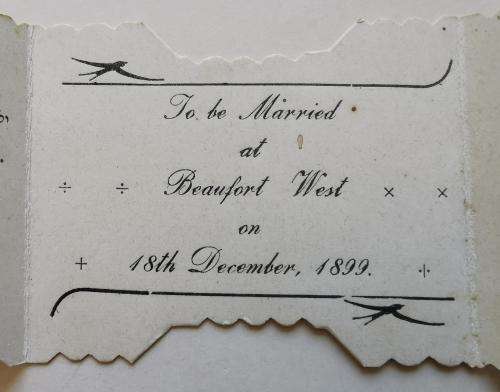 To be Married
at
÷ ÷ Beaufort West × ×
on
+ 18th December, 1899. ÷